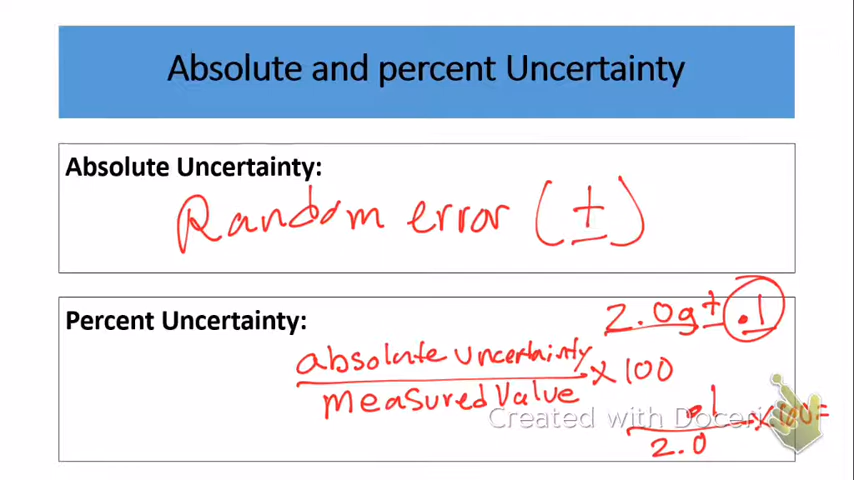 Absolute and percent Uncertainty
Absolute Uncertainty:
Random error (±)
Percent Uncertainty:
2.0g ± .1
absolute uncertainty
measured Value
× 100
.1
2.0
× 100 =
Created with Doceri